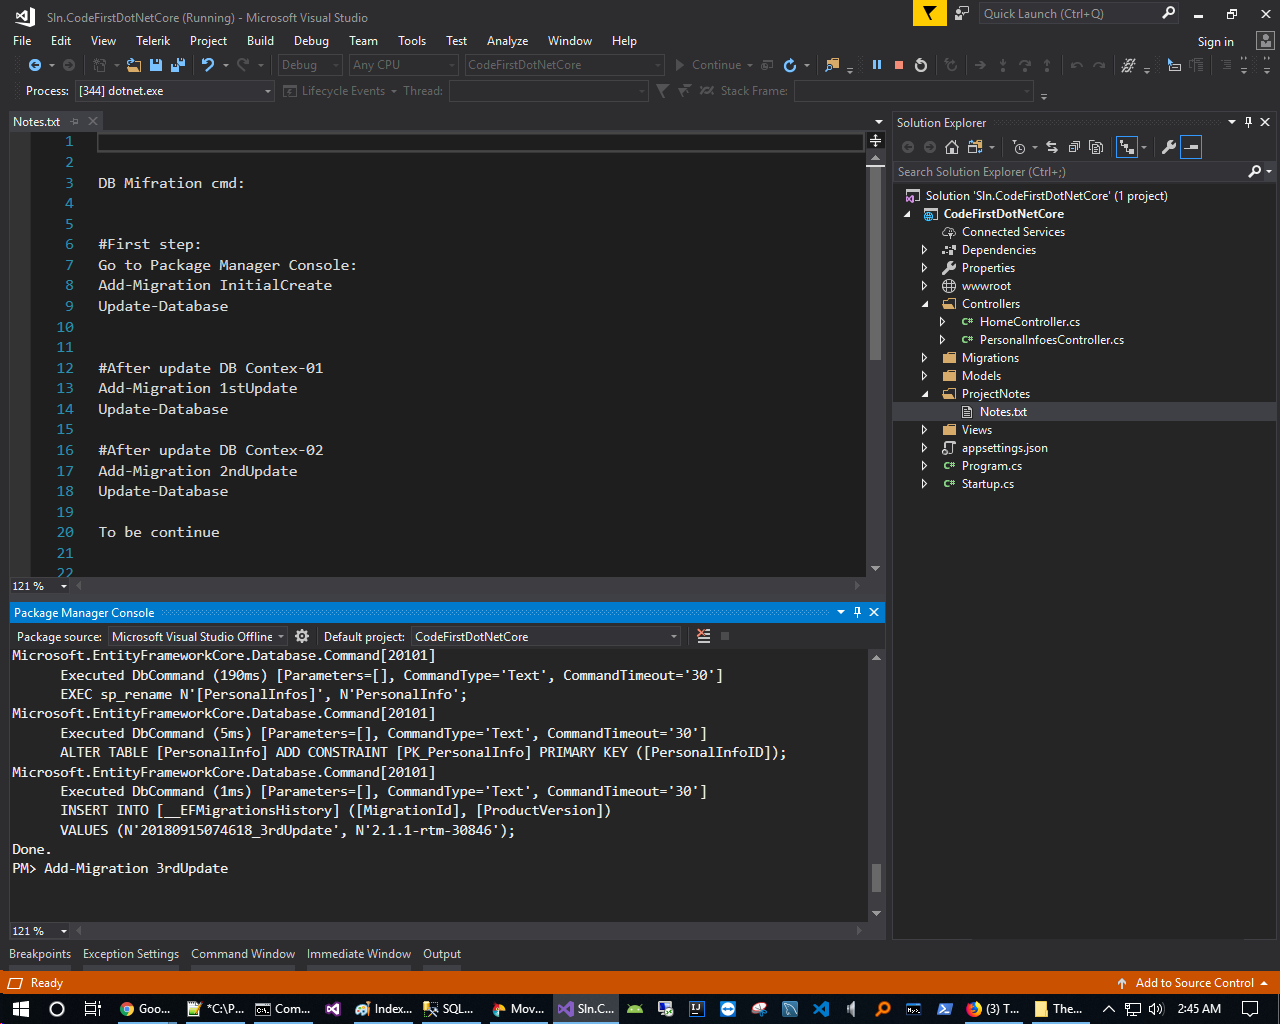 Sln.CodeFirstDotNetCore (Running) - Microsoft Visual Studio
Quick Launch (Ctrl+Q)
File Edit View Telerik Project Build Debug Team Tools Test Analyze Window Help
Sign in
Debug Any CPU CodeFirstDotNetCore Continue
Process: [344] dotnet.exe Lifecycle Events Thread: Stack Frame:
Notes.txt
1
2
3 DB Mifration cmd:
4
5
6 #First step:
7 Go to Package Manager Console:
8 Add-Migration InitialCreate
9 Update-Database
10
11
12 #After update DB Contex-01
13 Add-Migration 1stUpdate
14 Update-Database
15
16 #After update DB Contex-02
17 Add-Migration 2ndUpdate
18 Update-Database
19
20 To be continue
21
22
121 %
Solution Explorer
Search Solution Explorer (Ctrl+;)
Solution 'Sln.CodeFirstDotNetCore' (1 project)
CodeFirstDotNetCore
Connected Services
Dependencies
Properties
wwwroot
Controllers
C# HomeController.cs
C# PersonalInfoesController.cs
Migrations
Models
ProjectNotes
Notes.txt
Views
appsettings.json
C# Program.cs
C# Startup.cs
Package Manager Console
Package source: Microsoft Visual Studio Offline Default project: CodeFirstDotNetCore
Microsoft.EntityFrameworkCore.Database.Command[20101]
Executed DbCommand (190ms) [Parameters=[], CommandType='Text', CommandTimeout='30']
EXEC sp_rename N'[PersonalInfos]', N'PersonalInfo';
Microsoft.EntityFrameworkCore.Database.Command[20101]
Executed DbCommand (5ms) [Parameters=[], CommandType='Text', CommandTimeout='30']
ALTER TABLE [PersonalInfo] ADD CONSTRAINT [PK_PersonalInfo] PRIMARY KEY ([PersonalInfoID]);
Microsoft.EntityFrameworkCore.Database.Command[20101]
Executed DbCommand (1ms) [Parameters=[], CommandType='Text', CommandTimeout='30']
INSERT INTO [__EFMigrationsHistory] ([MigrationId], [ProductVersion])
VALUES (N'20180915074618_3rdUpdate', N'2.1.1-rtm-30846');
Done.
PM> Add-Migration 3rdUpdate
121 %
Breakpoints Exception Settings Command Window Immediate Window Output
Ready
Add to Source Control
Goo... *C:\P... Com... Index... SQL... Mov... Sln.C... (3) T... The... 2:45 AM